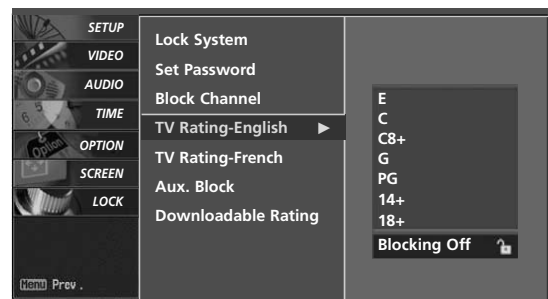 SETUP
VIDEO
AUDIO
TIME
OPTION
SCREEN
LOCK
Menu Prev.
Lock System
Set Password
Block Channel
TV Rating-English ►
TV Rating-French
Aux. Block
Downloadable Rating
E
C
C8+
G
PG
14+
18+
Blocking Off